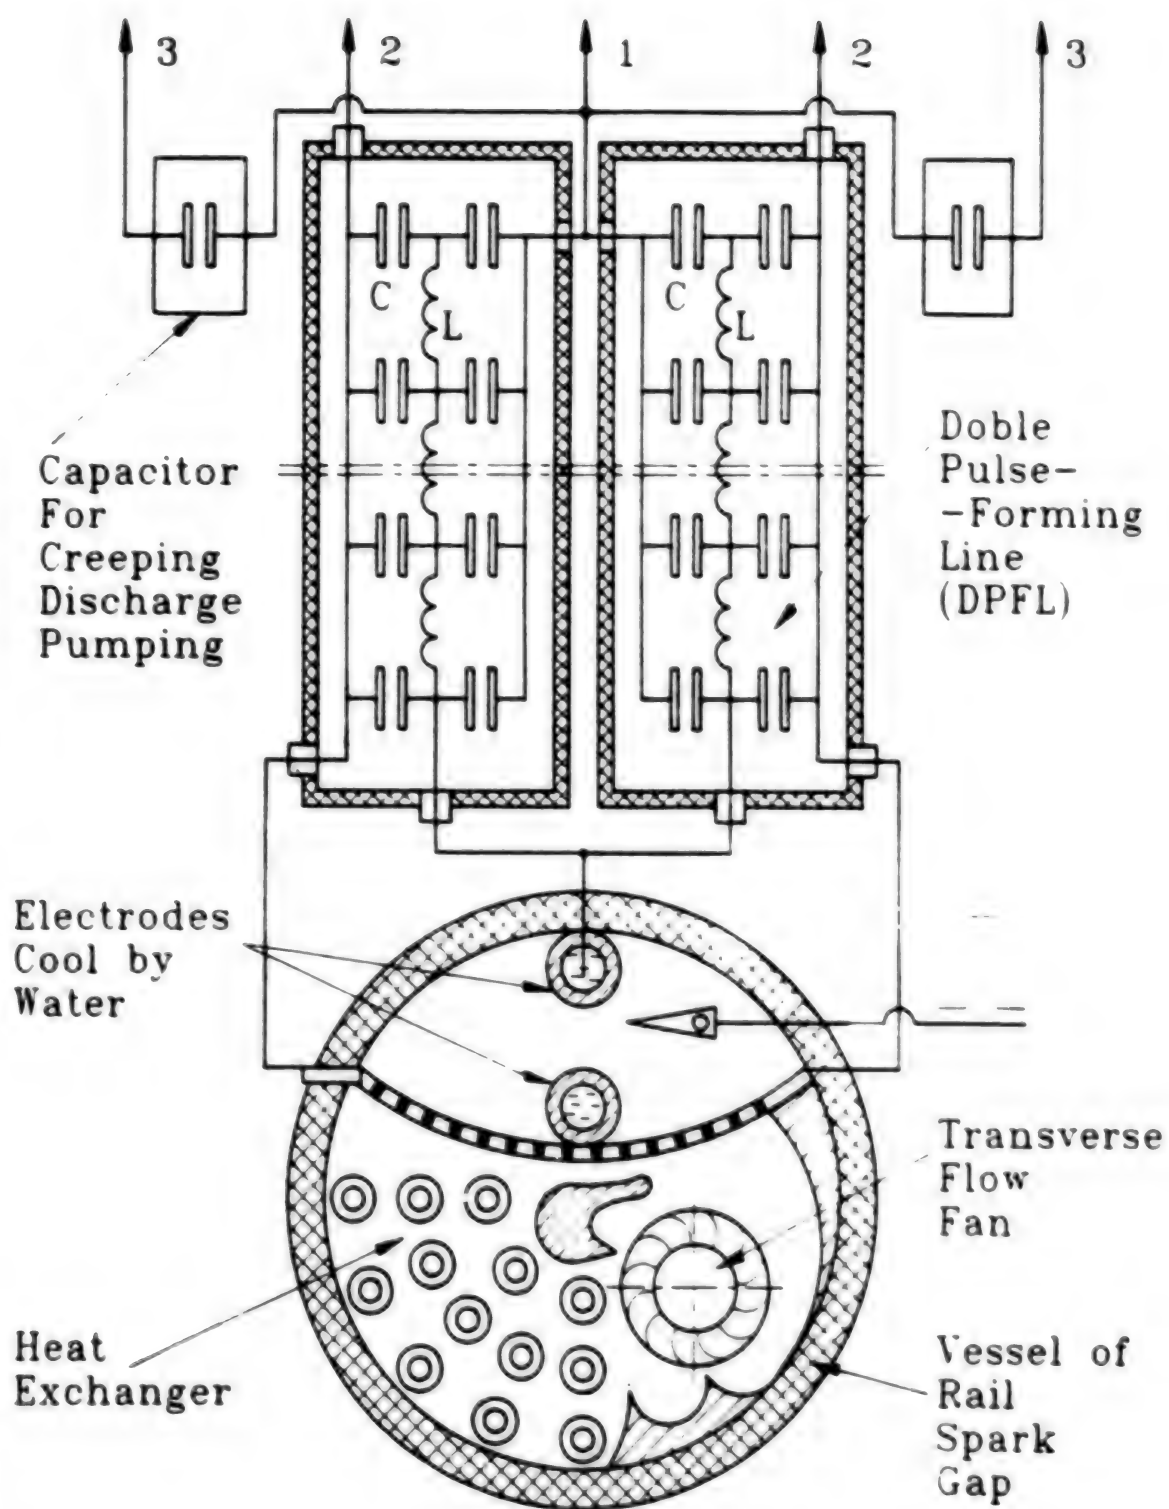 3
2
1
2
3
C
L
C
L
Capacitor
For
Creeping
Discharge
Pumping
Doble
Pulse-
-Forming
Line
(DPFL)
Electrodes
Cool by
Water
Transverse
Flow
Fan
Heat
Exchanger
Vessel of
Rail
Spark
Gap